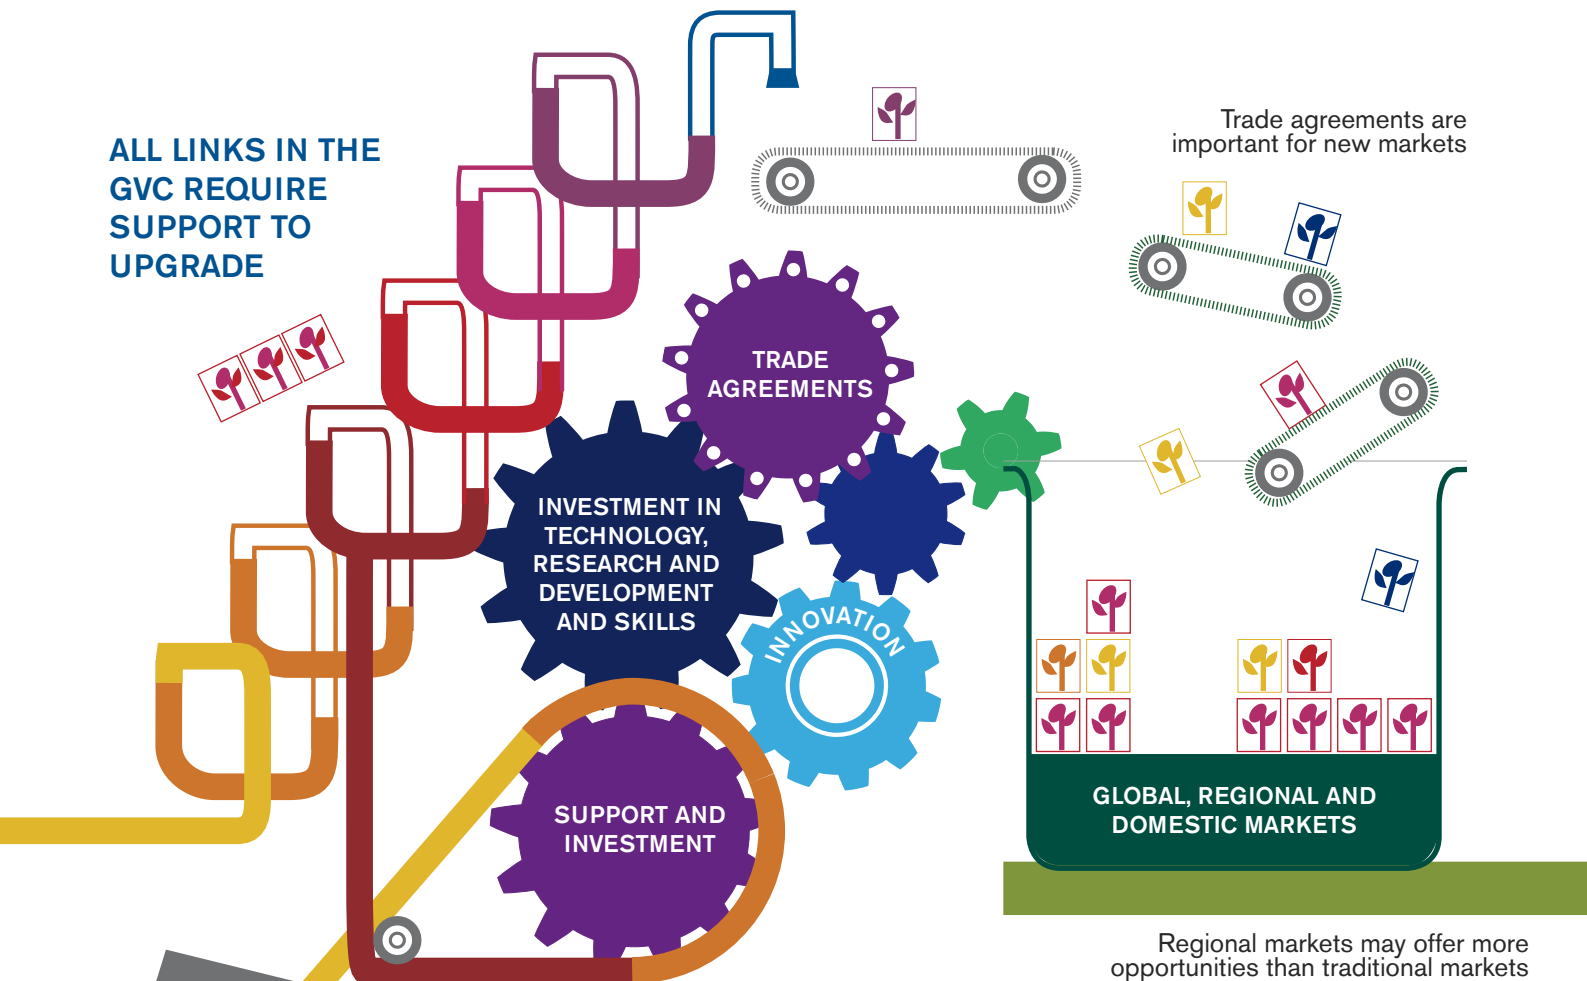 ALL LINKS IN THE
GVC REQUIRE
SUPPORT TO
UPGRADE
Trade agreements are
important for new markets
TRADE
AGREEMENTS
INVESTMENT IN
TECHNOLOGY,
RESEARCH AND
DEVELOPMENT
AND SKILLS
INNOVATION
SUPPORT AND
INVESTMENT
GLOBAL, REGIONAL AND
DOMESTIC MARKETS
Regional markets may offer more
opportunities than traditional markets